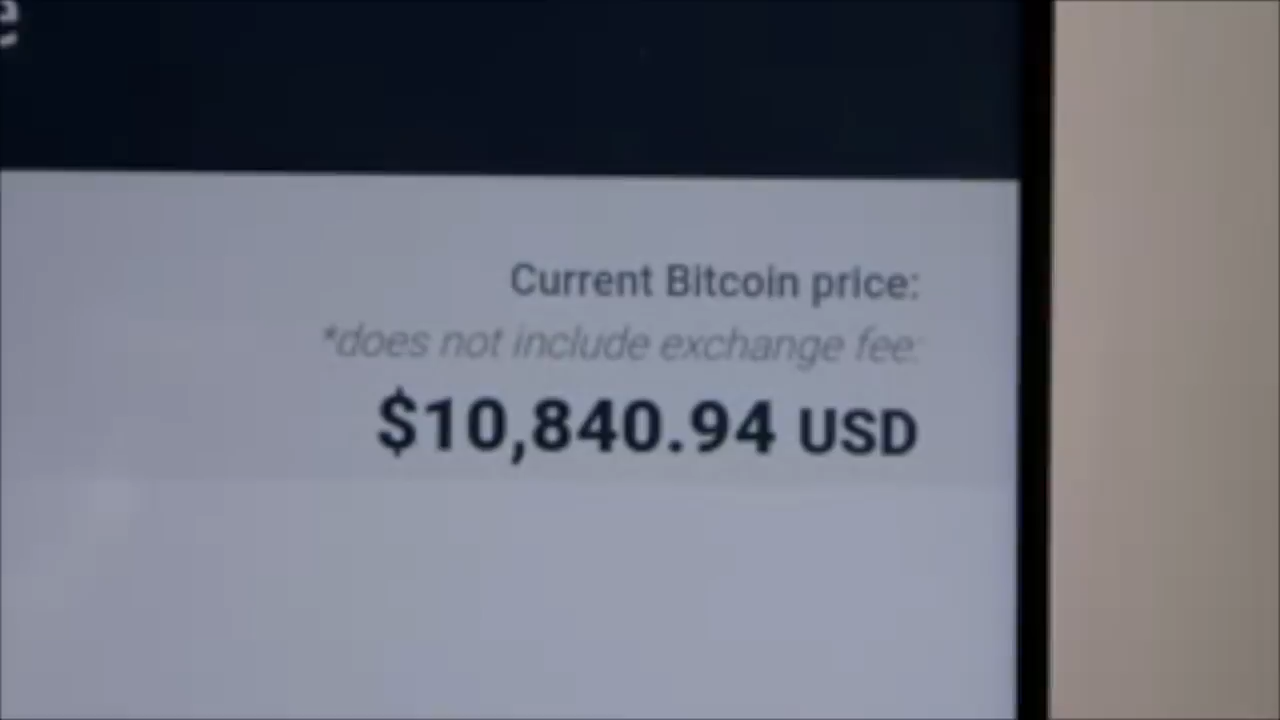 Current Bitcoin price:
*does not include exchange fee:
$10,840.94 USD